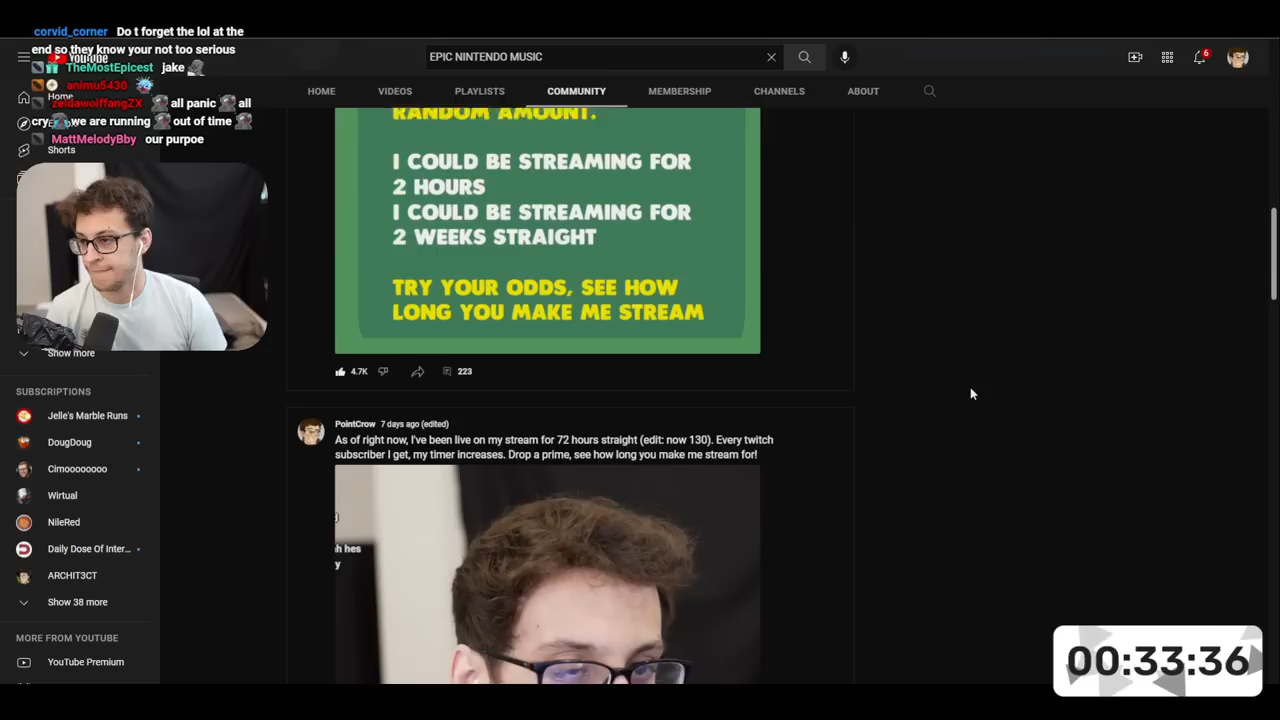 corvid_corner Do t forget the lol at the
end so they know your not too serious
TheMostEpicest jake
animu5430
zeldawolffangZX all panic all
cry we are running out of time
MattMelodyBby our purpoe
YouTube
EPIC NINTENDO MUSIC
6
HOME VIDEOS PLAYLISTS COMMUNITY MEMBERSHIP CHANNELS ABOUT
Home
Shorts
RANDOM AMOUNT.
I COULD BE STREAMING FOR
2 HOURS
I COULD BE STREAMING FOR
2 WEEKS STRAIGHT
TRY YOUR ODDS, SEE HOW
LONG YOU MAKE ME STREAM
4.7K 223
Show more
SUBSCRIPTIONS
Jelle's Marble Runs
DougDoug
Cimoooooooo
Wirtual
NileRed
Daily Dose Of Inter...
ARCHIT3CT
Show 38 more
MORE FROM YOUTUBE
YouTube Premium
PointCrow 7 days ago (edited)
As of right now, I've been live on my stream for 72 hours straight (edit: now 130). Every twitch
subscriber I get, my timer increases. Drop a prime, see how long you make me stream for!
h hes
y
00:33:36